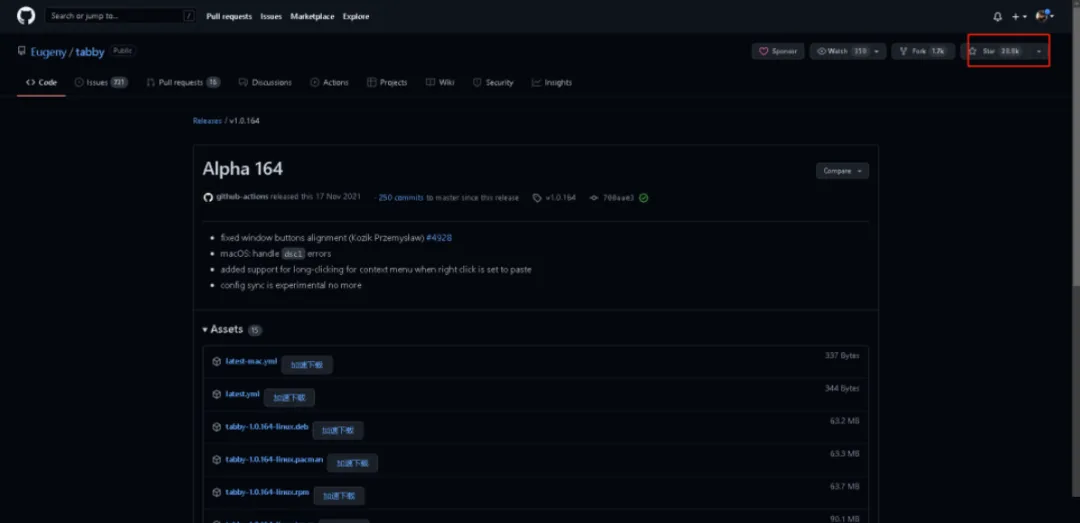 Search or jump to... /
Pull requests Issues Marketplace Explore
Eugeny / tabby Public
Sponsor Watch 310 Fork 1.7k Star
Code Issues 731 Pull requests 16 Discussions Actions Projects Wiki Security Insights
Releases / v1.0.164
Alpha 164
Compare
github-actions released this 17 Nov 2021 · 250 commits to master since this release v1.0.164
fixed window buttons alignment (Kozik Przemysław) #4928
macOS: handle dscl errors
added support for long-clicking for context menu when right click is set to paste
config sync is experimental no more
Assets 15
latest-mac.yml 加速下载 337 Bytes
latest.yml 加速下载 344 Bytes
tabby-1.0.164-linux.deb 加速下载 63.2 MB
tabby-1.0.164-linux.pacman 加速下载 63.3 MB
tabby-1.0.164-linux.rpm 加速下载 63.7 MB
90.1 MB